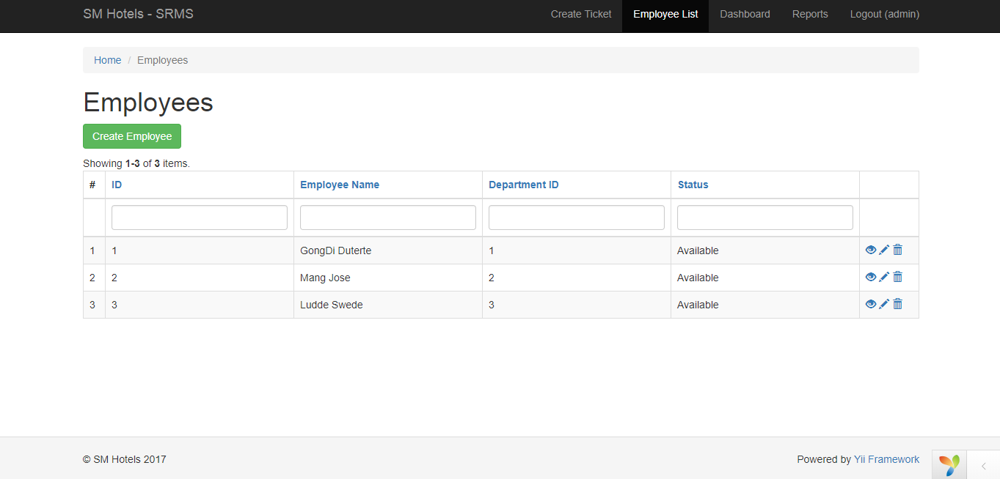 SM Hotels - SRMS Create Ticket Employee List Dashboard Reports Logout (admin)
Home / Employees
Employees
Create Employee
Showing 1-3 of 3 items.
# ID Employee Name Department ID Status
1 1 GongDi Duterte 1 Available
2 2 Mang Jose 2 Available
3 3 Ludde Swede 3 Available
© SM Hotels 2017 Powered by Yii Framework